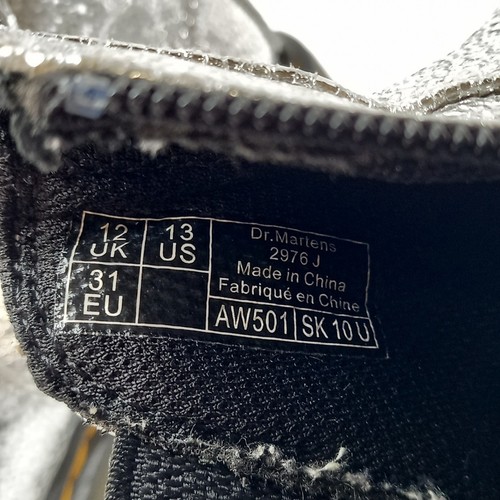 12 UK
13 US
31 EU
Dr.Martens
2976 J
Made in China
Fabriqué en Chine
AW501 SK 10 U